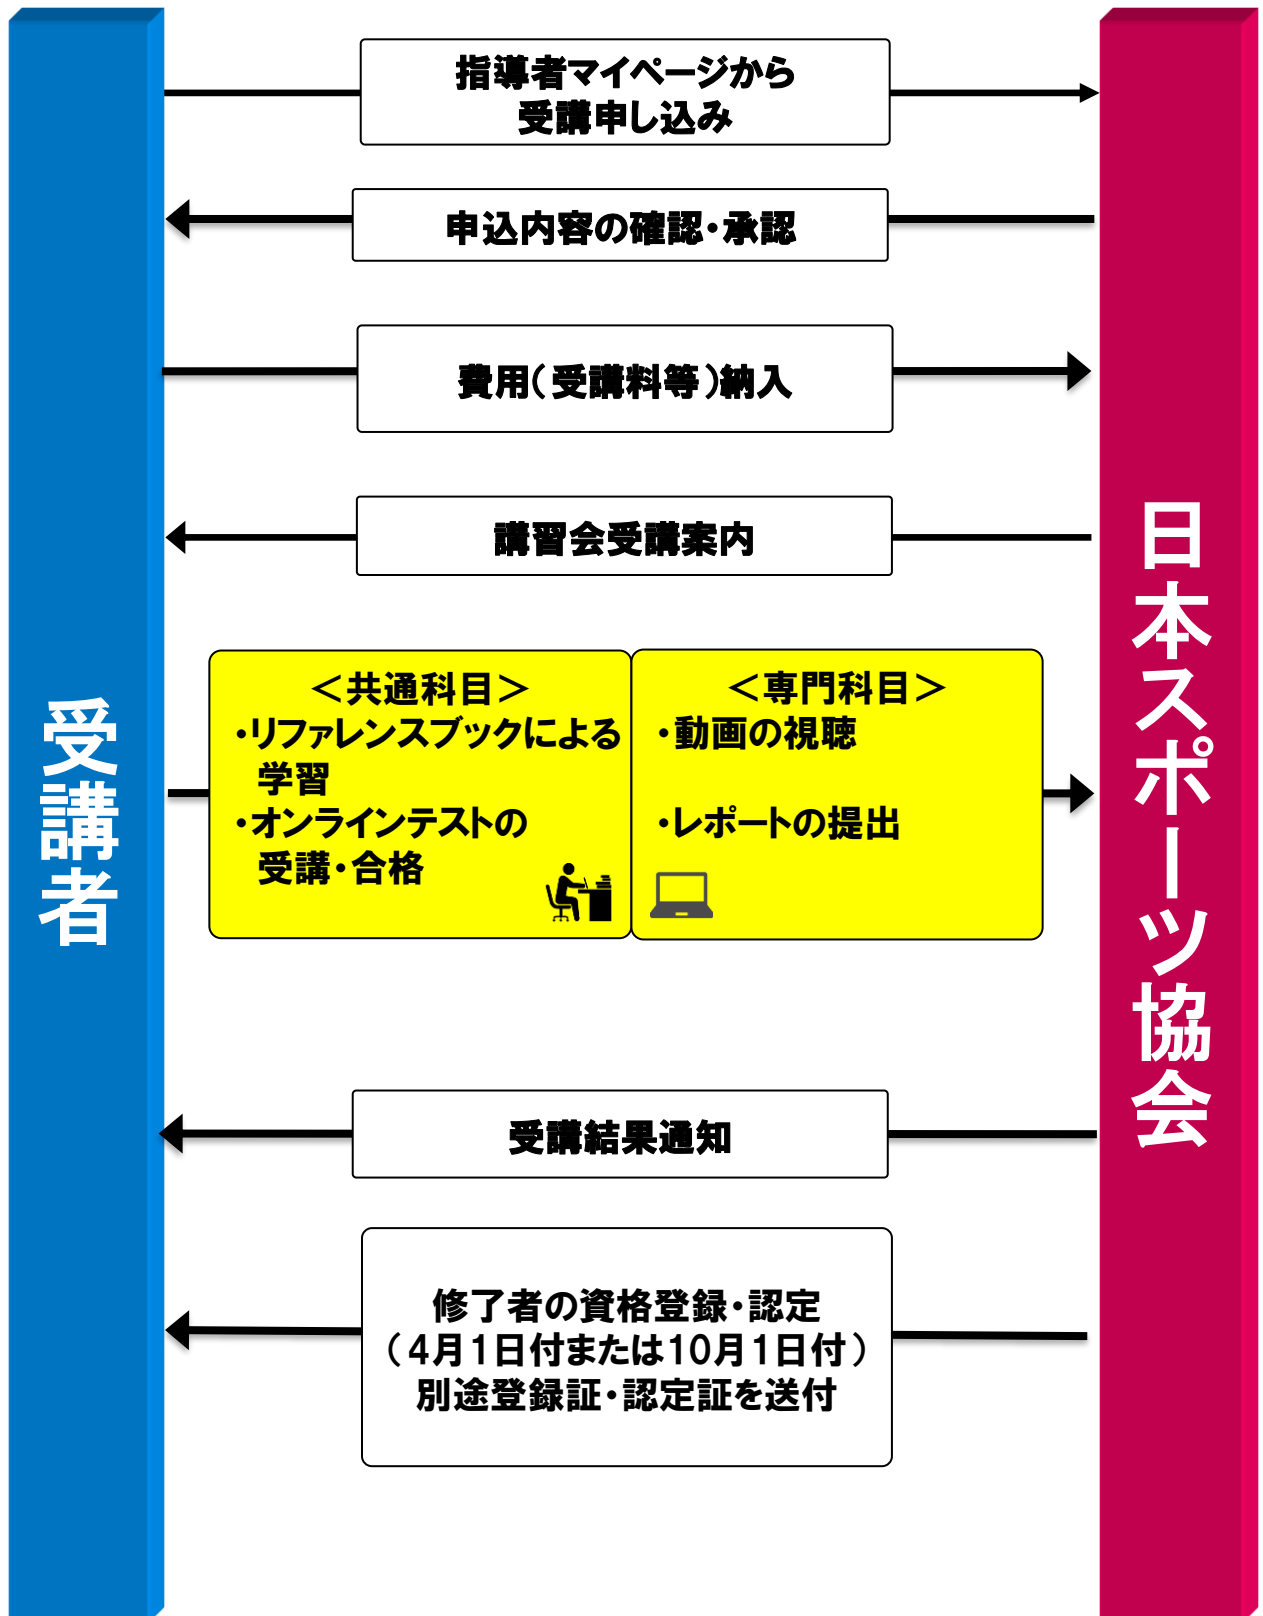 指導者マイページから
受講申し込み
申込内容の確認・承認
費用(受講料等)納入
講習会受講案内
<共通科目>
・リファレンスブックによる
学習
・オンラインテストの
受講・合格
<専門科目>
・動画の視聴
・レポートの提出
受講結果通知
修了者の資格登録・認定
(4月1日付または10月1日付)
別途登録証・認定証を送付
受講者
日本スポーツ協会